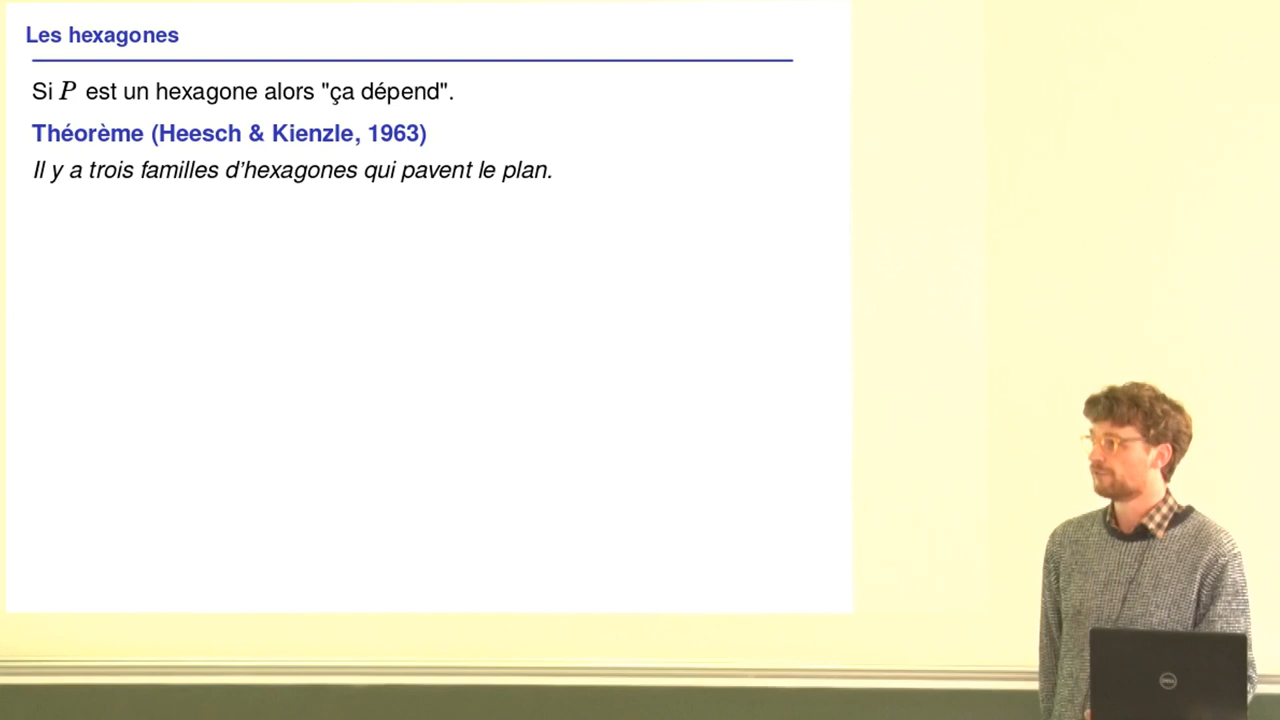 Les hexagones
Si P est un hexagone alors "ça dépend".
Théorème (Heesch & Kienzle, 1963)
Il y a trois familles d'hexagones qui pavent le plan.
DELL